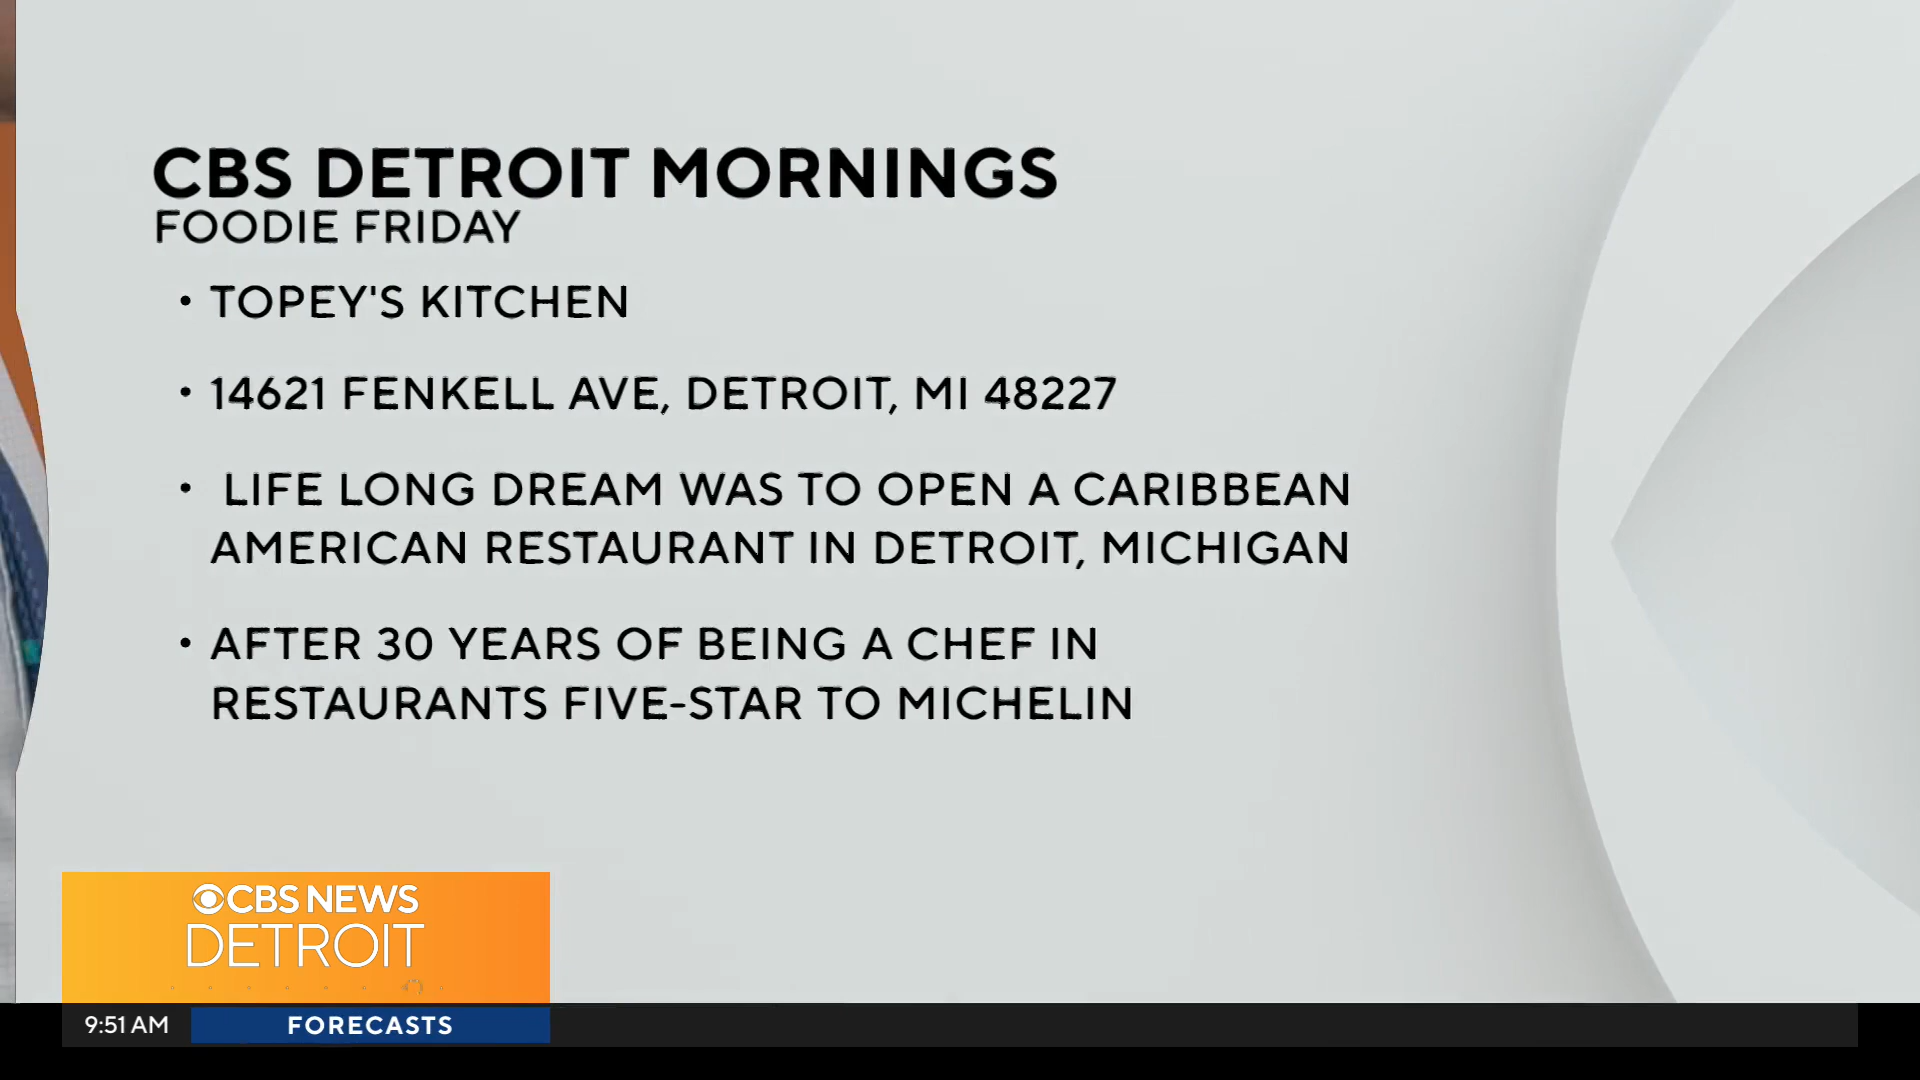 CBS DETROIT MORNINGS
FOODIE FRIDAY
• TOPEY'S KITCHEN
• 14621 FENKELL AVE, DETROIT, MI 48227
• LIFE LONG DREAM WAS TO OPEN A CARIBBEAN
AMERICAN RESTAURANT IN DETROIT, MICHIGAN
• AFTER 30 YEARS OF BEING A CHEF IN
RESTAURANTS FIVE-STAR TO MICHELIN
CBS NEWS
DETROIT
9:51 AM FORECASTS